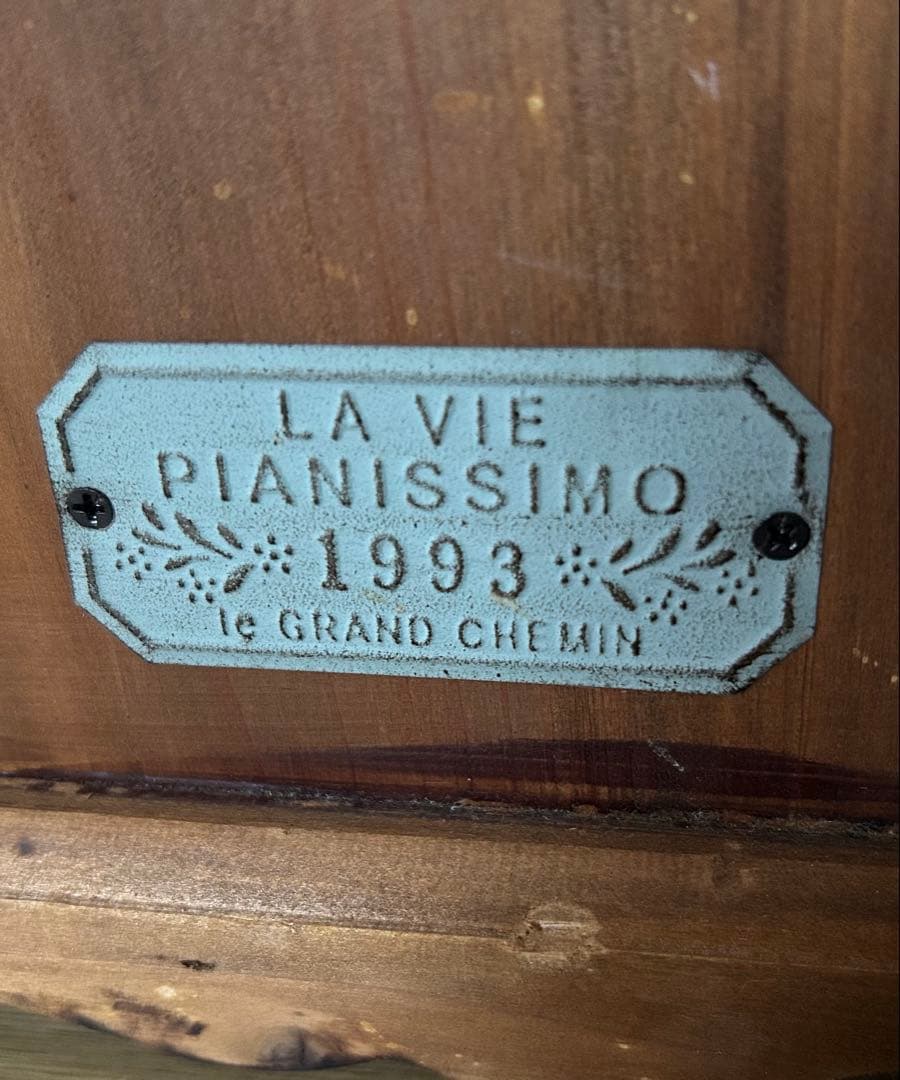 LA VIE
PIANISSIMO
1993
le GRAND CHEMIN